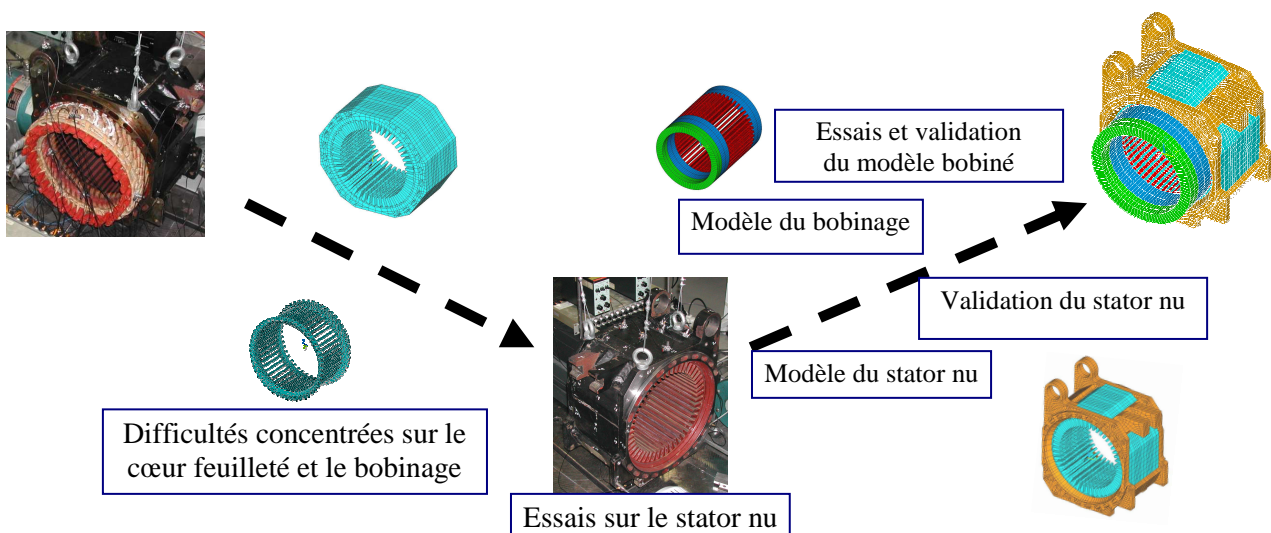 Essais et validation
du modèle bobiné
Modèle du bobinage
Validation du stator nu
Modèle du stator nu
Difficultés concentrées sur le
cœur feuilleté et le bobinage
Essais sur le stator nu